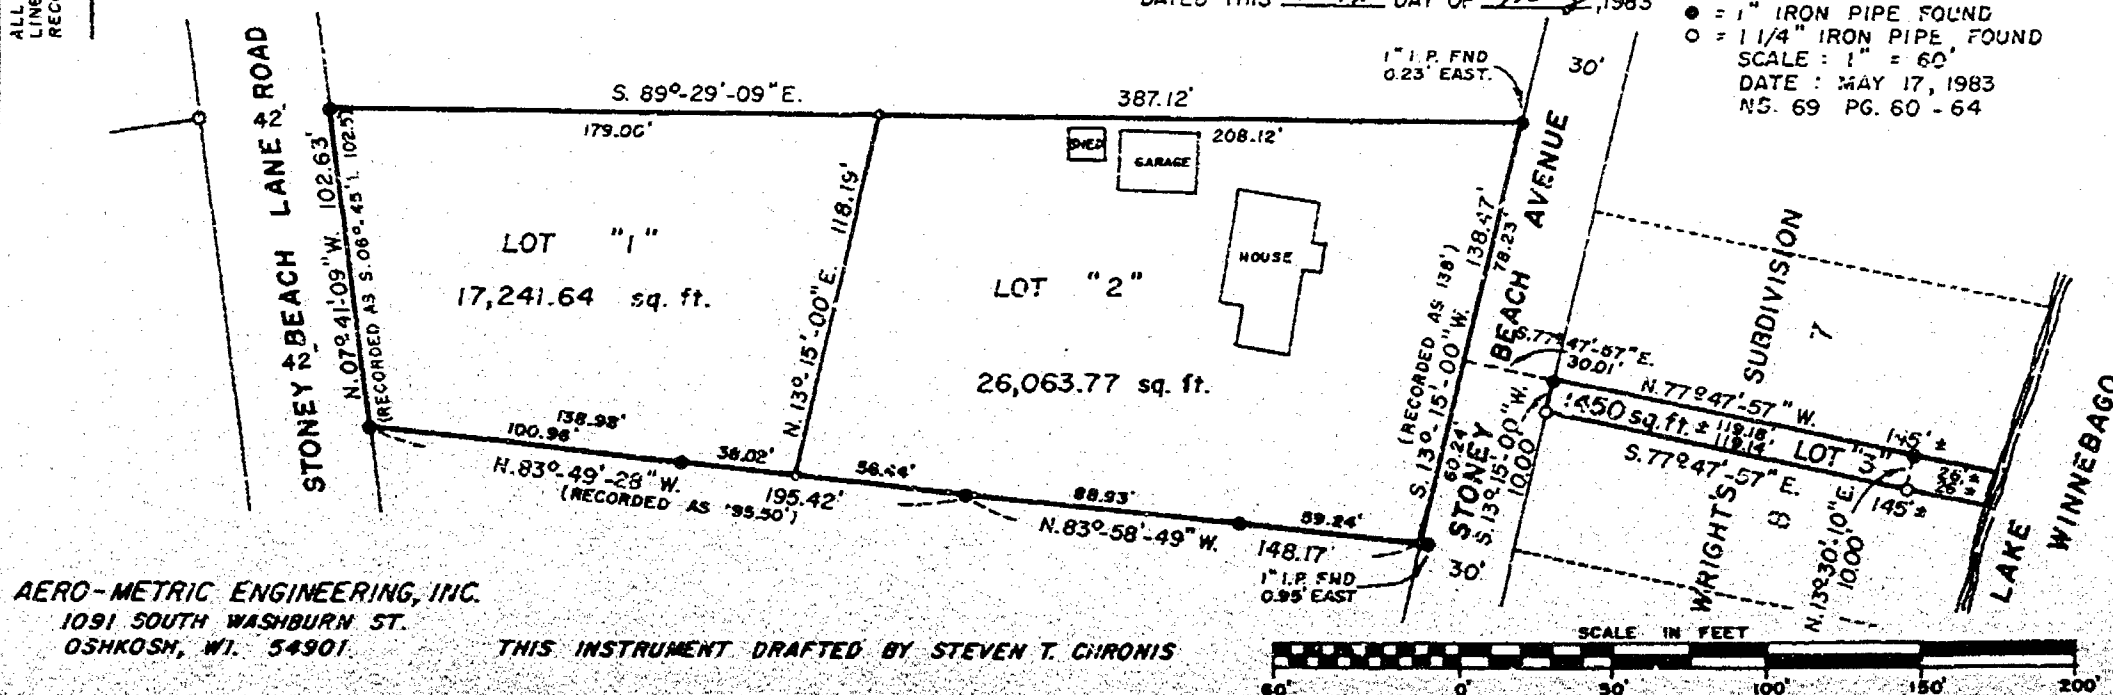 ALL
LINE
REC
DATED THIS DAY OF ,1983
● = 1" IRON PIPE FOUND
○ = 1 1/4" IRON PIPE FOUND
SCALE : 1" = 60'
DATE : MAY 17, 1983
NS. 69 PG. 60 - 64
1" I.P. FND
0.23' EAST.
30'
S. 89°-29'-09" E.
387.12'
179.00'
208.12'
SHED
GARAGE
HOUSE
STONEY BEACH LANE ROAD
42'
42'
N. 07°-41'-09" W. 102.63'
(RECORDED AS S.06°-45' 102.5')
LOT "1"
17,241.64 sq. ft.
N. 13°-15'-00" E. 118.19'
LOT "2"
26,063.77 sq. ft.
138.98'
100.96'
38.02'
N.83°-49'-28" W.
195.42'
(RECORDED AS 195.50')
56.44'
88.93'
59.24'
N.83°-58'-49" W.
148.17'
1" I.P. FND
0.95' EAST
30'
(RECORDED AS 138')
S. 13°-15'-00" W. 138.47'
78.23'
60.24'
STONEY BEACH AVENUE
S.77°47'-57" E.
30.01'
S. 13°-15'-00" W.
10.00'
N. 77°47'-57" W.
1450 sq. ft. ±
119.18'
119.14'
LOT "3"
S. 77°47'-57" E.
145' ±
145' ±
26' ±
26' ±
N.13°30'-10" E.
10.00'
WRIGHT'S SUBDIVISION
7
8
LAKE WINNEBAGO
AERO-METRIC ENGINEERING, INC.
1091 SOUTH WASHBURN ST.
OSHKOSH, WI. 54901
THIS INSTRUMENT DRAFTED BY STEVEN T. CHRONIS
SCALE IN FEET
60' 0' 50' 100' 150' 200'